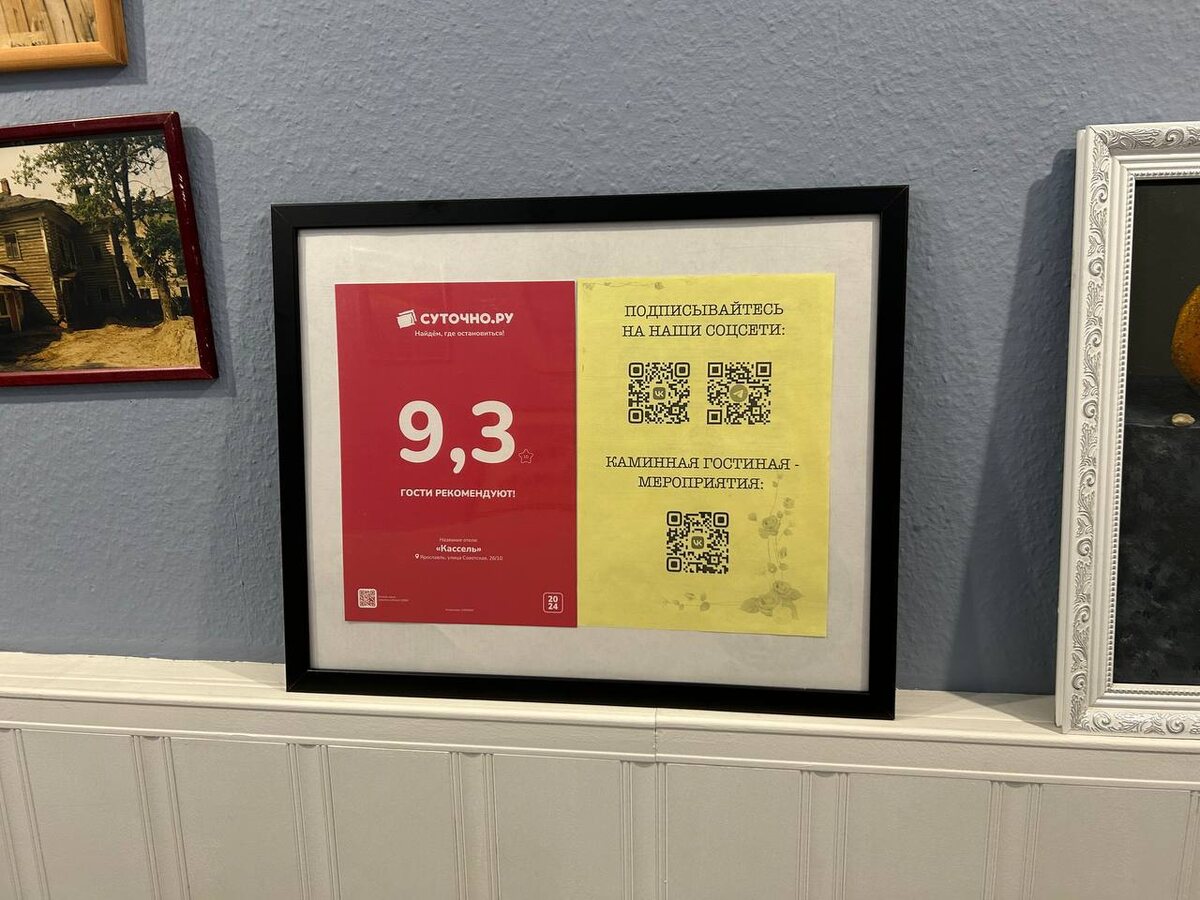 СУТОЧНО.РУ
Найдём, где остановиться!
9,3
10
ГОСТИ РЕКОМЕНДУЮТ!
Название отеля:
«Кассель»
Ярославль, улица Советская, 26/10
20
24
ПОДПИСЫВАЙТЕСЬ
НА НАШИ СОЦСЕТИ:
КАМИННАЯ ГОСТИНАЯ -
МЕРОПРИЯТИЯ: